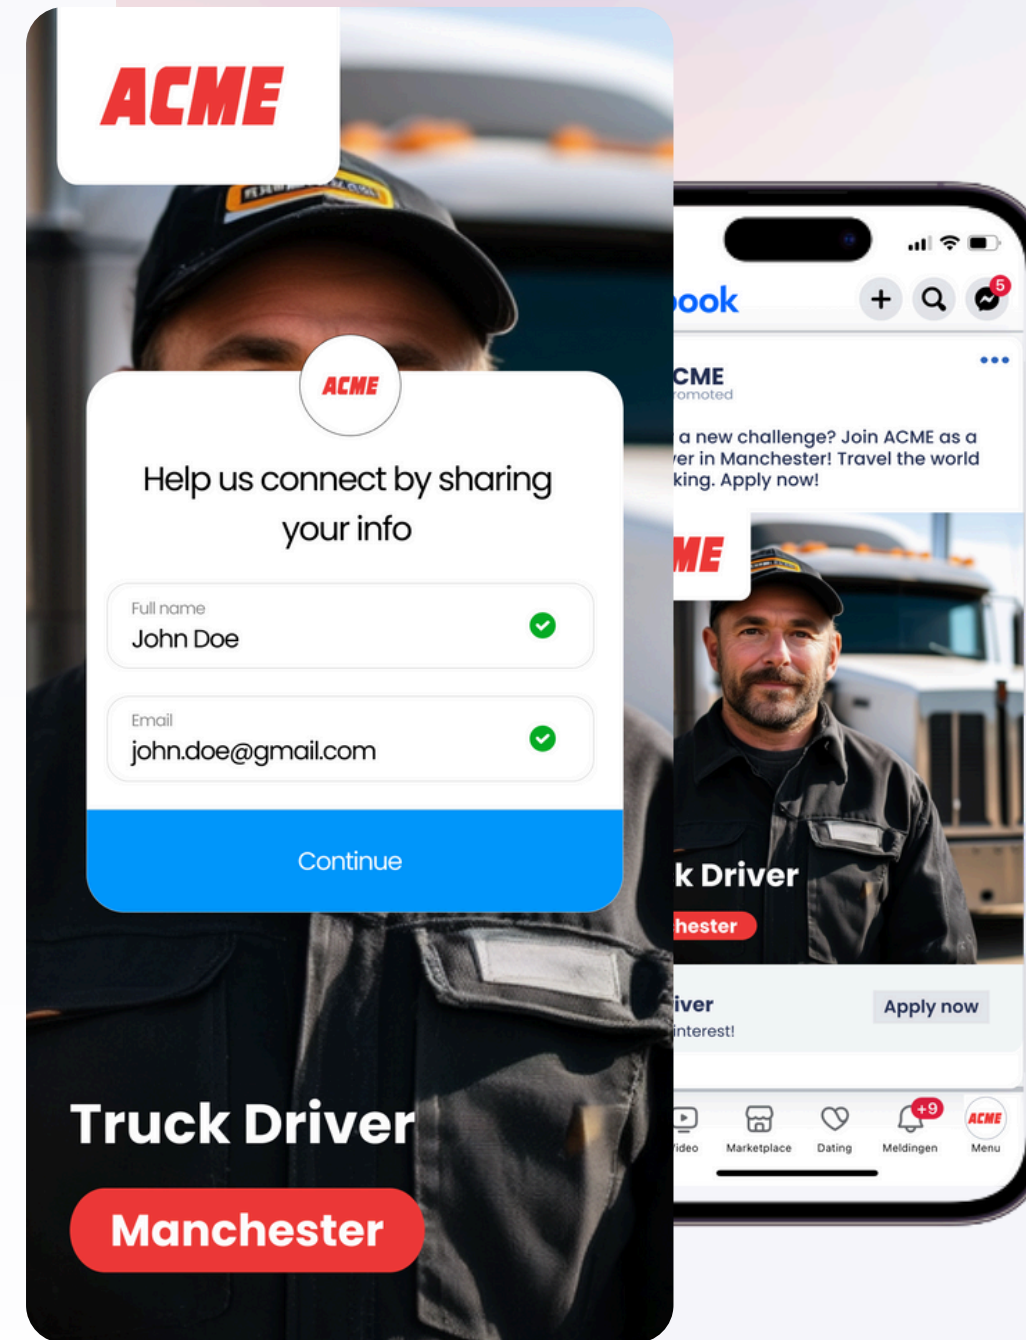 ACME
ACME
Help us connect by sharing
your info
Full name
John Doe
Email
john.doe@gmail.com
Continue
Truck Driver
Manchester
ook
5
CME
romoted
a new challenge? Join ACME as a
er in Manchester! Travel the world
king. Apply now!
ME
k Driver
hester
iver
interest!
Apply now
ideo
Marketplace
Dating
+9
Meldingen
ACME
Menu